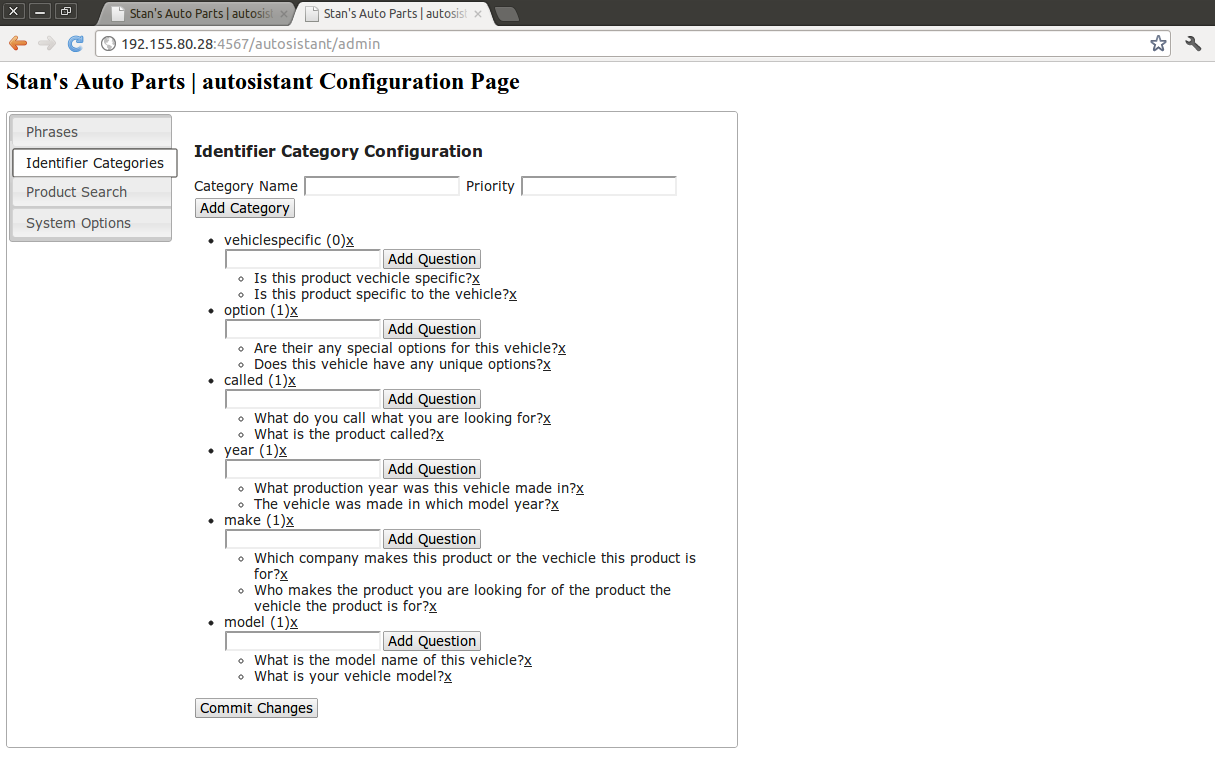 Stan's Auto Parts | autosist
Stan's Auto Parts | autosist
192.155.80.28:4567/autosistant/admin
Stan's Auto Parts | autosistant Configuration Page
Phrases
Identifier Categories
Product Search
System Options
Identifier Category Configuration
Category Name Priority
Add Category
vehiclespecific (0)x
Add Question
Is this product vechicle specific?x
Is this product specific to the vehicle?x
option (1)x
Add Question
Are their any special options for this vehicle?x
Does this vehicle have any unique options?x
called (1)x
Add Question
What do you call what you are looking for?x
What is the product called?x
year (1)x
Add Question
What production year was this vehicle made in?x
The vehicle was made in which model year?x
make (1)x
Add Question
Which company makes this product or the vechicle this product is
for?x
Who makes the product you are looking for of the product the
vehicle the product is for?x
model (1)x
Add Question
What is the model name of this vehicle?x
What is your vehicle model?x
Commit Changes